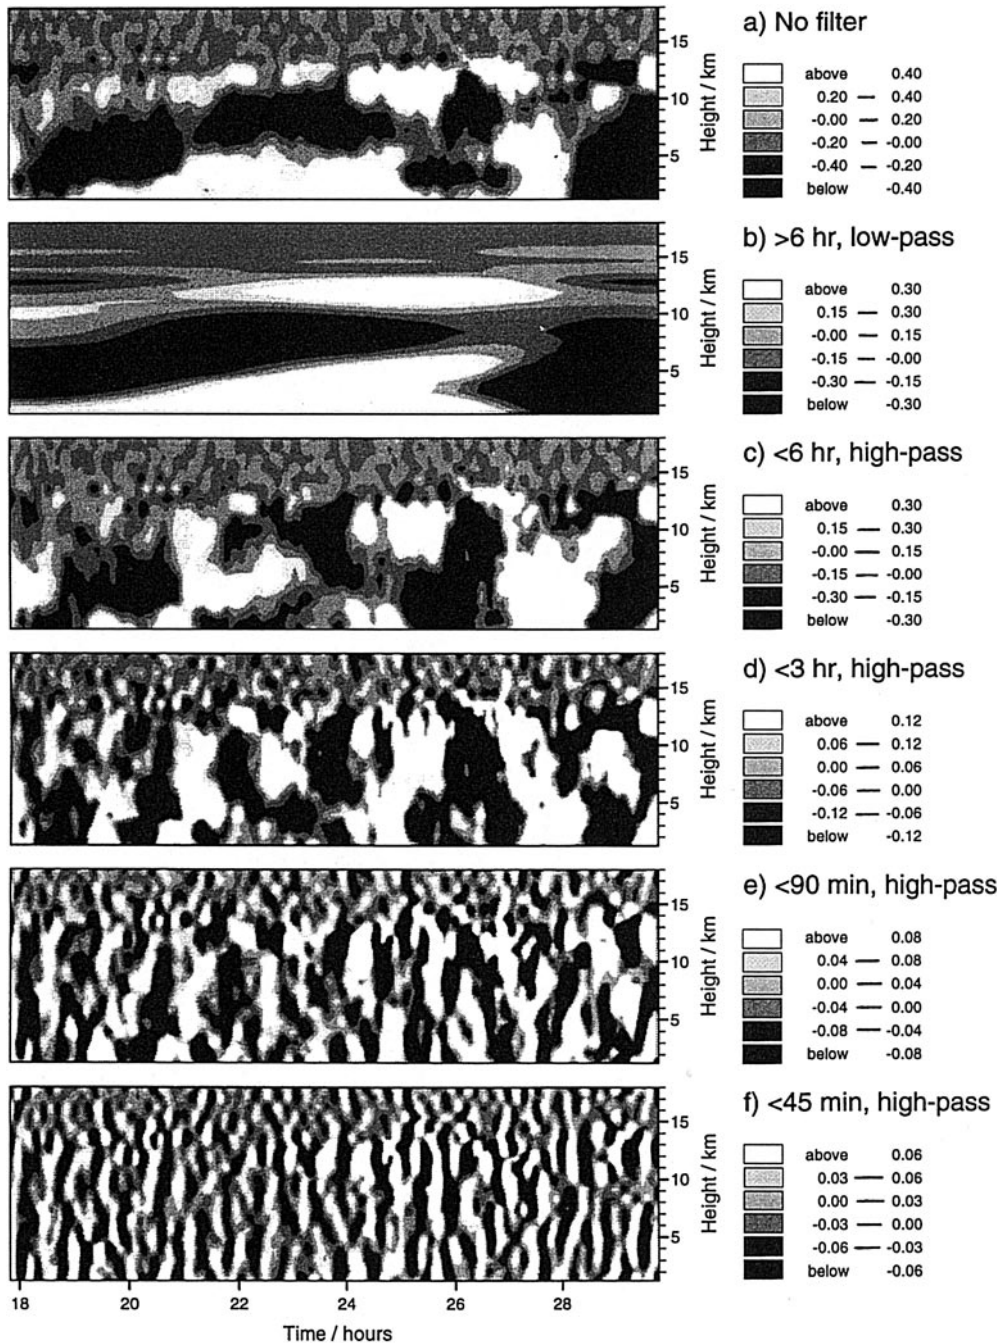 a) No filter
above 0.40
0.20 — 0.40
-0.00 — 0.20
-0.20 — -0.00
-0.40 — -0.20
below -0.40
15
10
5
Height / km
b) >6 hr, low-pass
above 0.30
0.15 — 0.30
-0.00 — 0.15
-0.15 — -0.00
-0.30 — -0.15
below -0.30
15
10
5
Height / km
c) <6 hr, high-pass
above 0.30
0.15 — 0.30
-0.00 — 0.15
-0.15 — -0.00
-0.30 — -0.15
below -0.30
15
10
5
Height / km
d) <3 hr, high-pass
above 0.12
0.06 — 0.12
0.00 — 0.06
-0.06 — 0.00
-0.12 — -0.06
below -0.12
15
10
5
Height / km
e) <90 min, high-pass
above 0.08
0.04 — 0.08
0.00 — 0.04
-0.04 — 0.00
-0.08 — -0.04
below -0.08
15
10
5
Height / km
f) <45 min, high-pass
above 0.06
0.03 — 0.06
0.00 — 0.03
-0.03 — 0.00
-0.06 — -0.03
below -0.06
15
10
5
Height / km
18 20 22 24 26 28
Time / hours